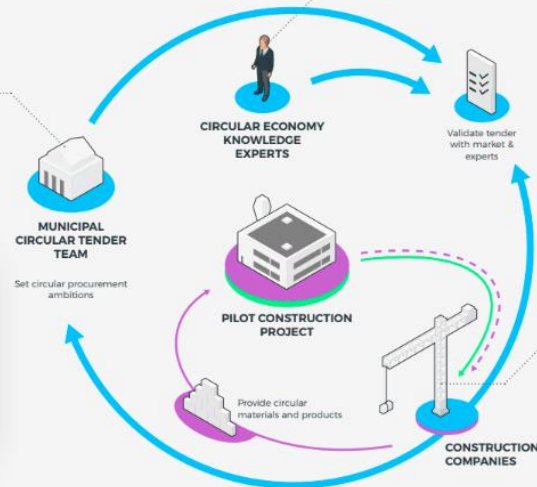 CIRCULAR ECONOMY
KNOWLEDGE
EXPERTS
Validate tender
with market &
experts
MUNICIPAL
CIRCULAR TENDER
TEAM
Set circular procurement
ambitions
PILOT CONSTRUCTION
PROJECT
Provide circular
materials and products
CONSTRUCTION
COMPANIES